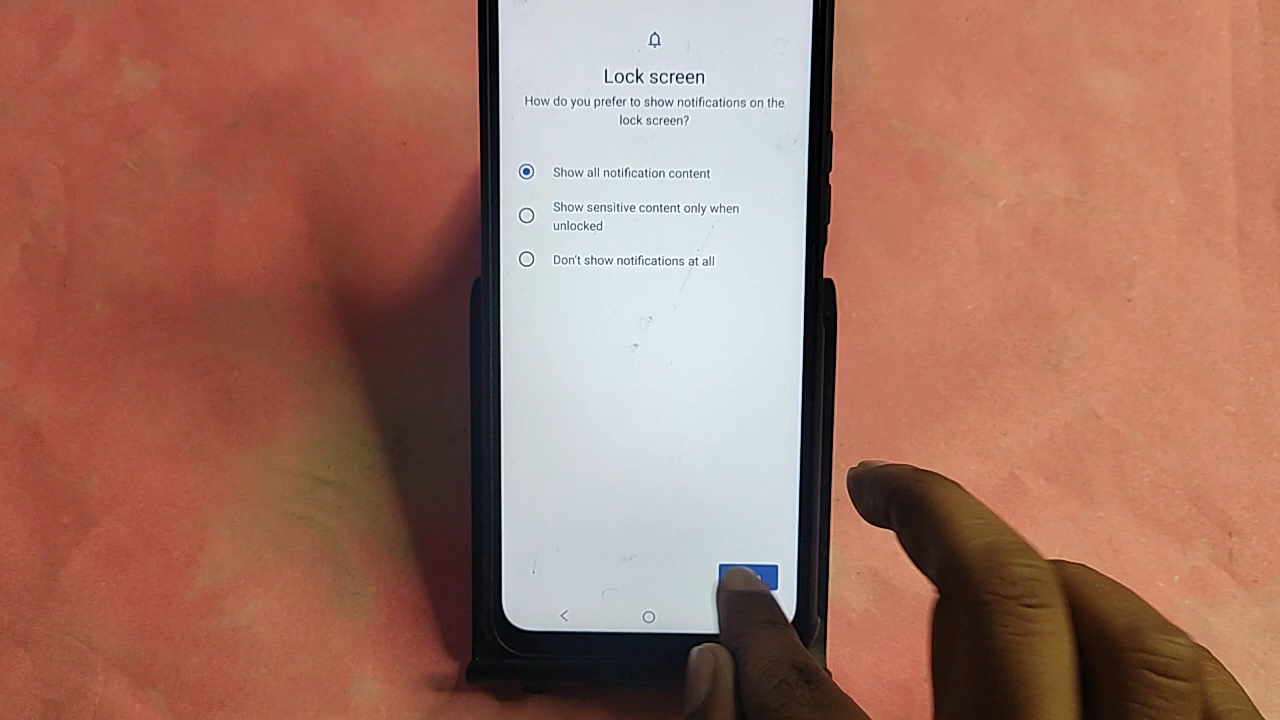 Lock screen
How do you prefer to show notifications on the
lock screen?
Show all notification content
Show sensitive content only when
unlocked
Don't show notifications at all